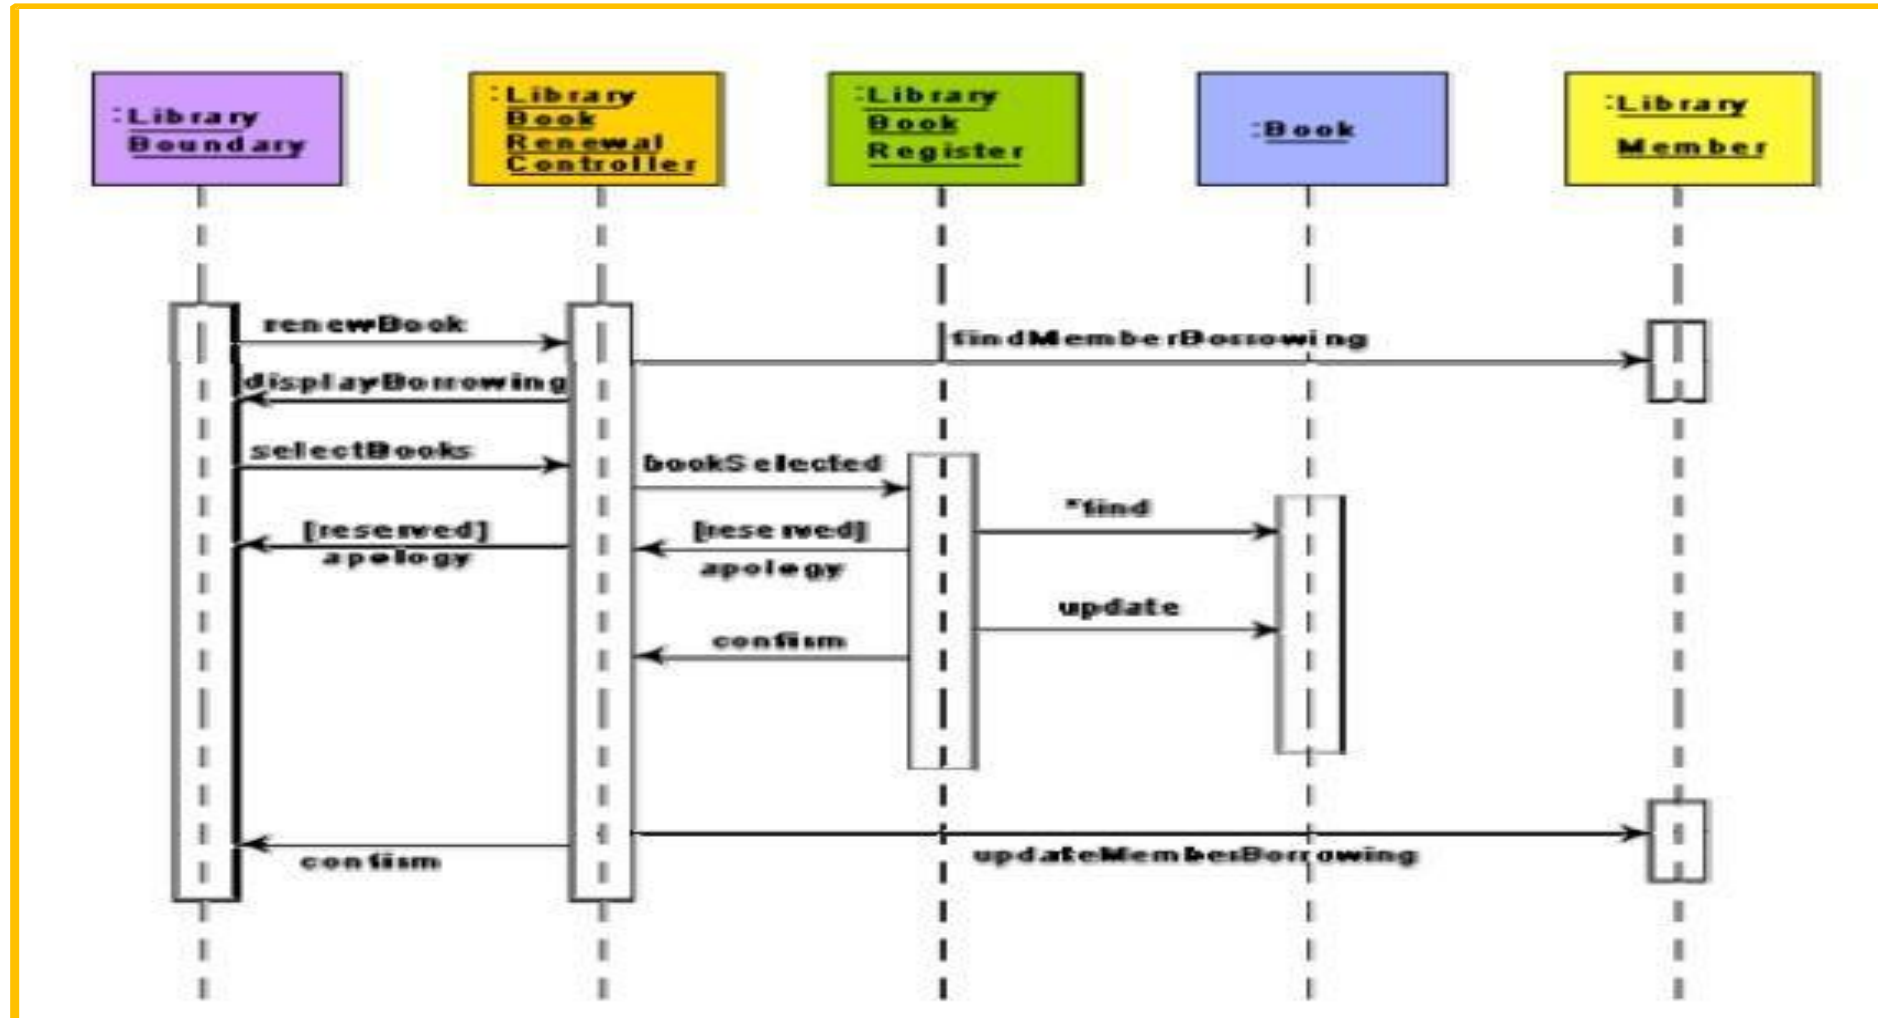 :Library
Boundary
:Library
Book
Renewal
Controller
:Library
Book
Register
:Book
:Library
Member
renewBook
findMemberBorrowing
displayBorrowing
selectBooks
bookSelected
*find
[reserved]
apology
[reserved]
apology
update
confirm
updateMemberBorrowing
confirm